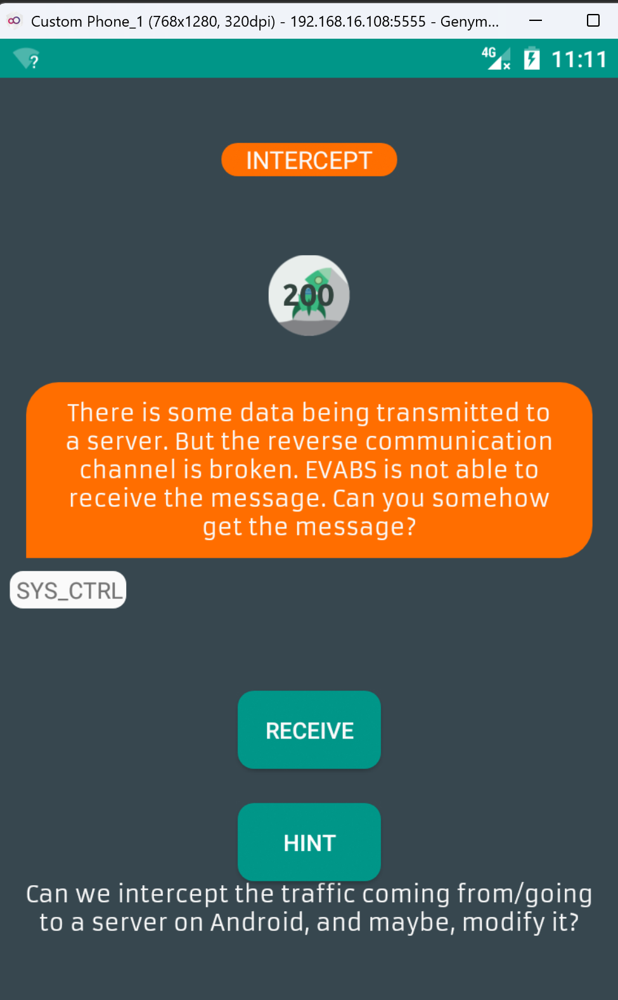 Custom Phone_1 (768x1280, 320dpi) - 192.168.16.108:5555 - Genym...
? 4G x 11:11
INTERCEPT
200
There is some data being transmitted to
a server. But the reverse communication
channel is broken. EVABS is not able to
receive the message. Can you somehow
get the message?
SYS_CTRL
RECEIVE
HINT
Can we intercept the traffic coming from/going
to a server on Android, and maybe, modify it?